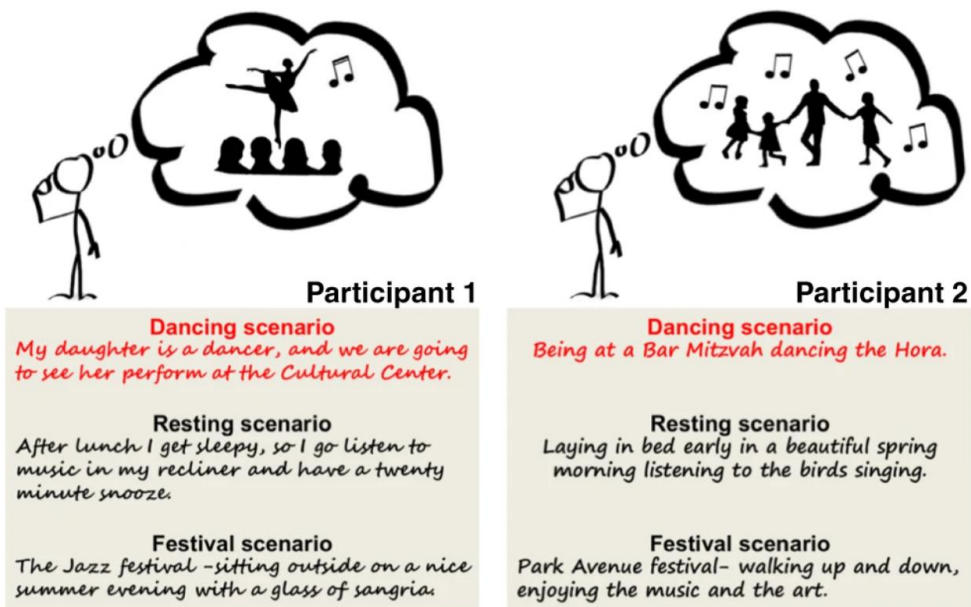 Participant 1
Dancing scenario
My daughter is a dancer, and we are going
to see her perform at the Cultural Center.
Resting scenario
After lunch I get sleepy, so I go listen to
music in my recliner and have a twenty
minute snooze.
Festival scenario
The Jazz festival -sitting outside on a nice
summer evening with a glass of sangria.
Participant 2
Dancing scenario
Being at a Bar Mitzvah dancing the Hora.
Resting scenario
Laying in bed early in a beautiful spring
morning listening to the birds singing.
Festival scenario
Park Avenue festival- walking up and down,
enjoying the music and the art.